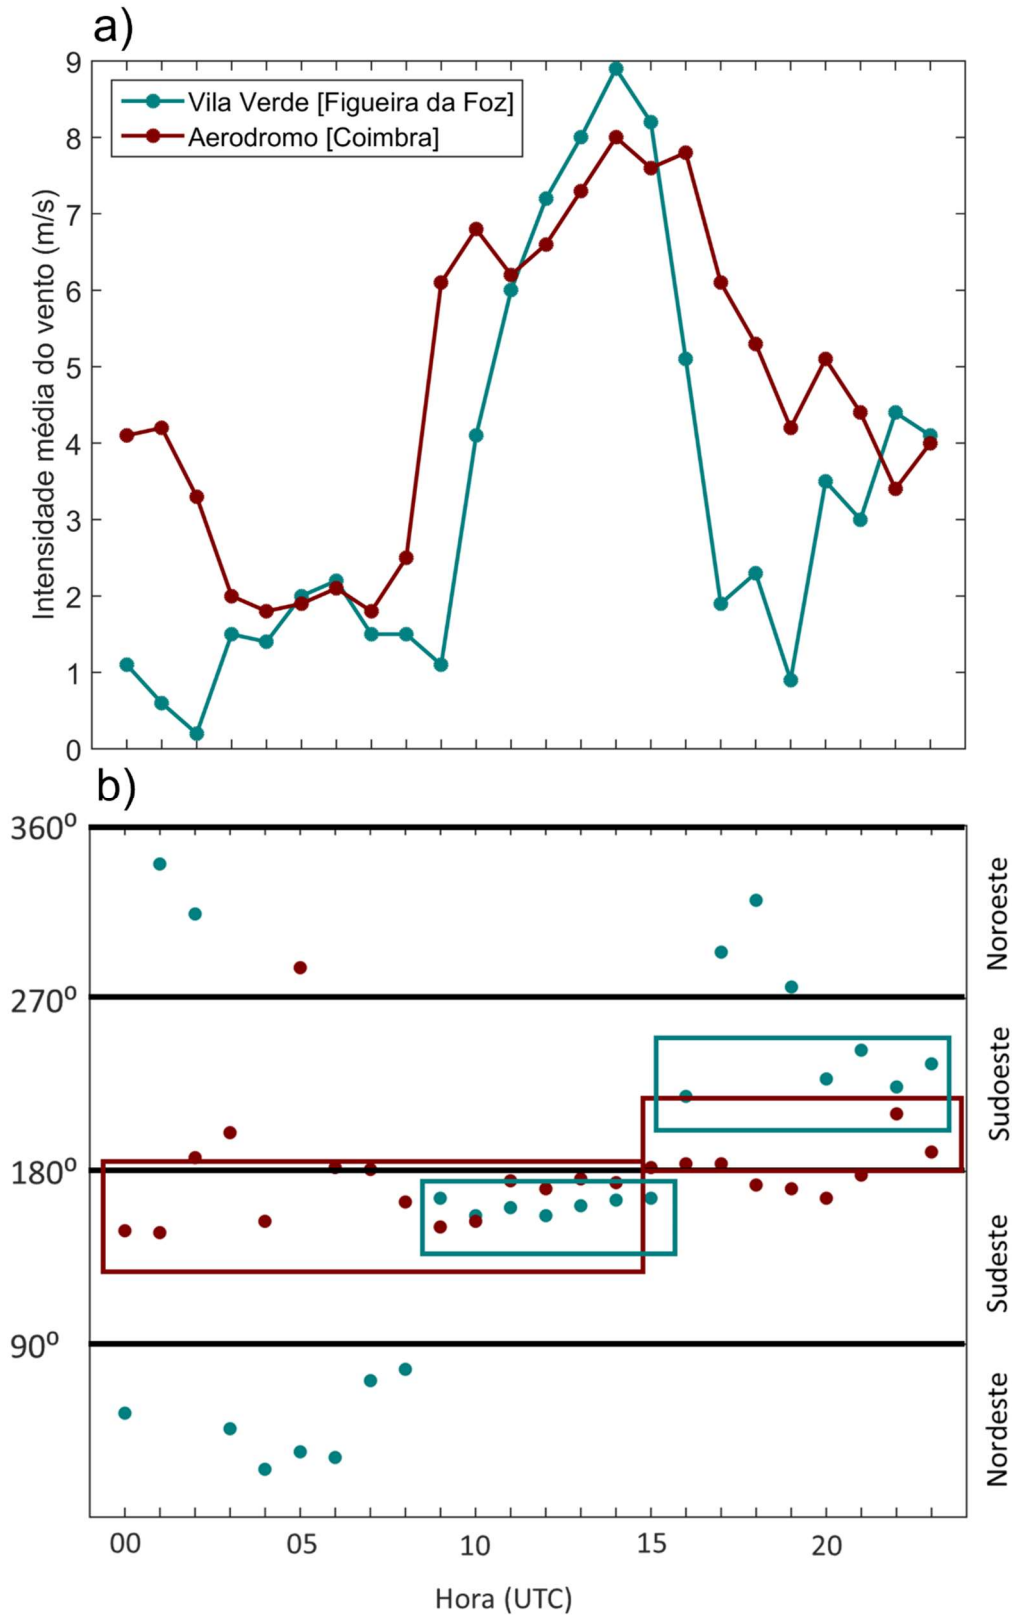 a)
9
Vila Verde [Figueira da Foz]
Aerodromo [Coimbra]
8
7
6
5
4
3
2
1
0
Intensidade média do vento (m/s)
b)
360º
270º
180º
90º
Noroeste
Sudoeste
Sudeste
Nordeste
00 05 10 15 20
Hora (UTC)